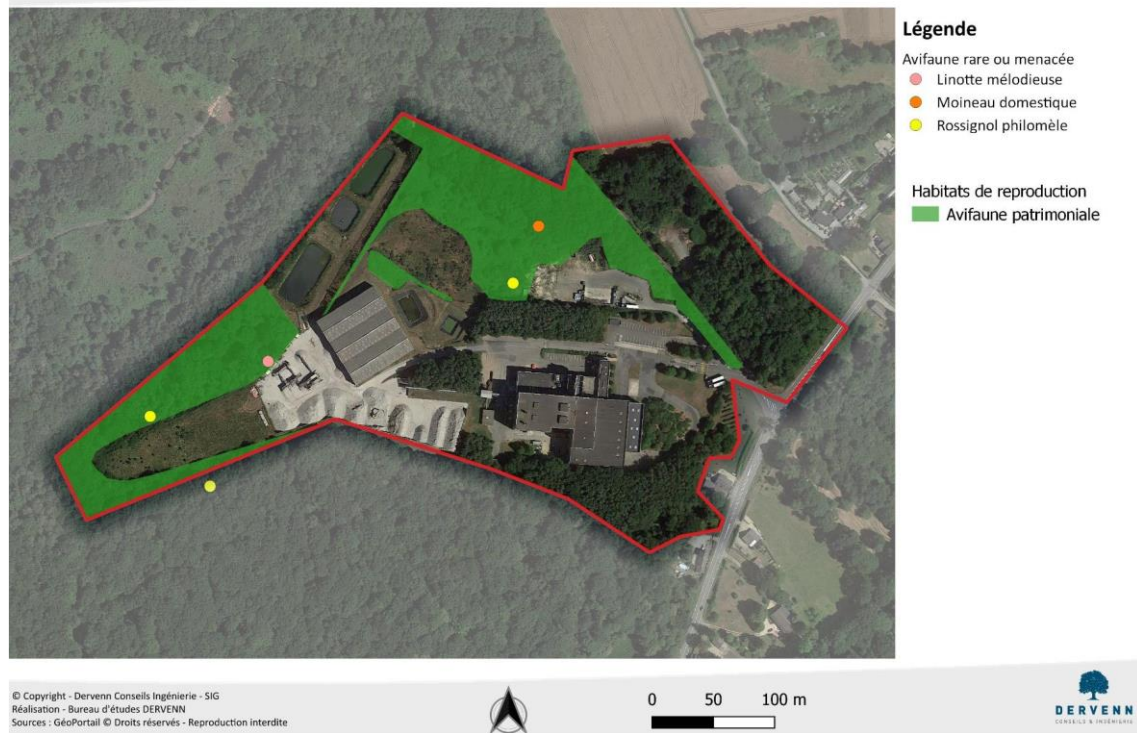 Légende
Avifaune rare ou menacée
Linotte mélodieuse
Moineau domestique
Rossignol philomèle
Habitats de reproduction
Avifaune patrimoniale
© Copyright - Dervenn Conseils Ingénierie - SIG
Réalisation - Bureau d'études DERVENN
Sources : GéoPortail © Droits réservés - Reproduction interdite
0 50 100 m
DERVENN
CONSEILS & INGÉNIERIE